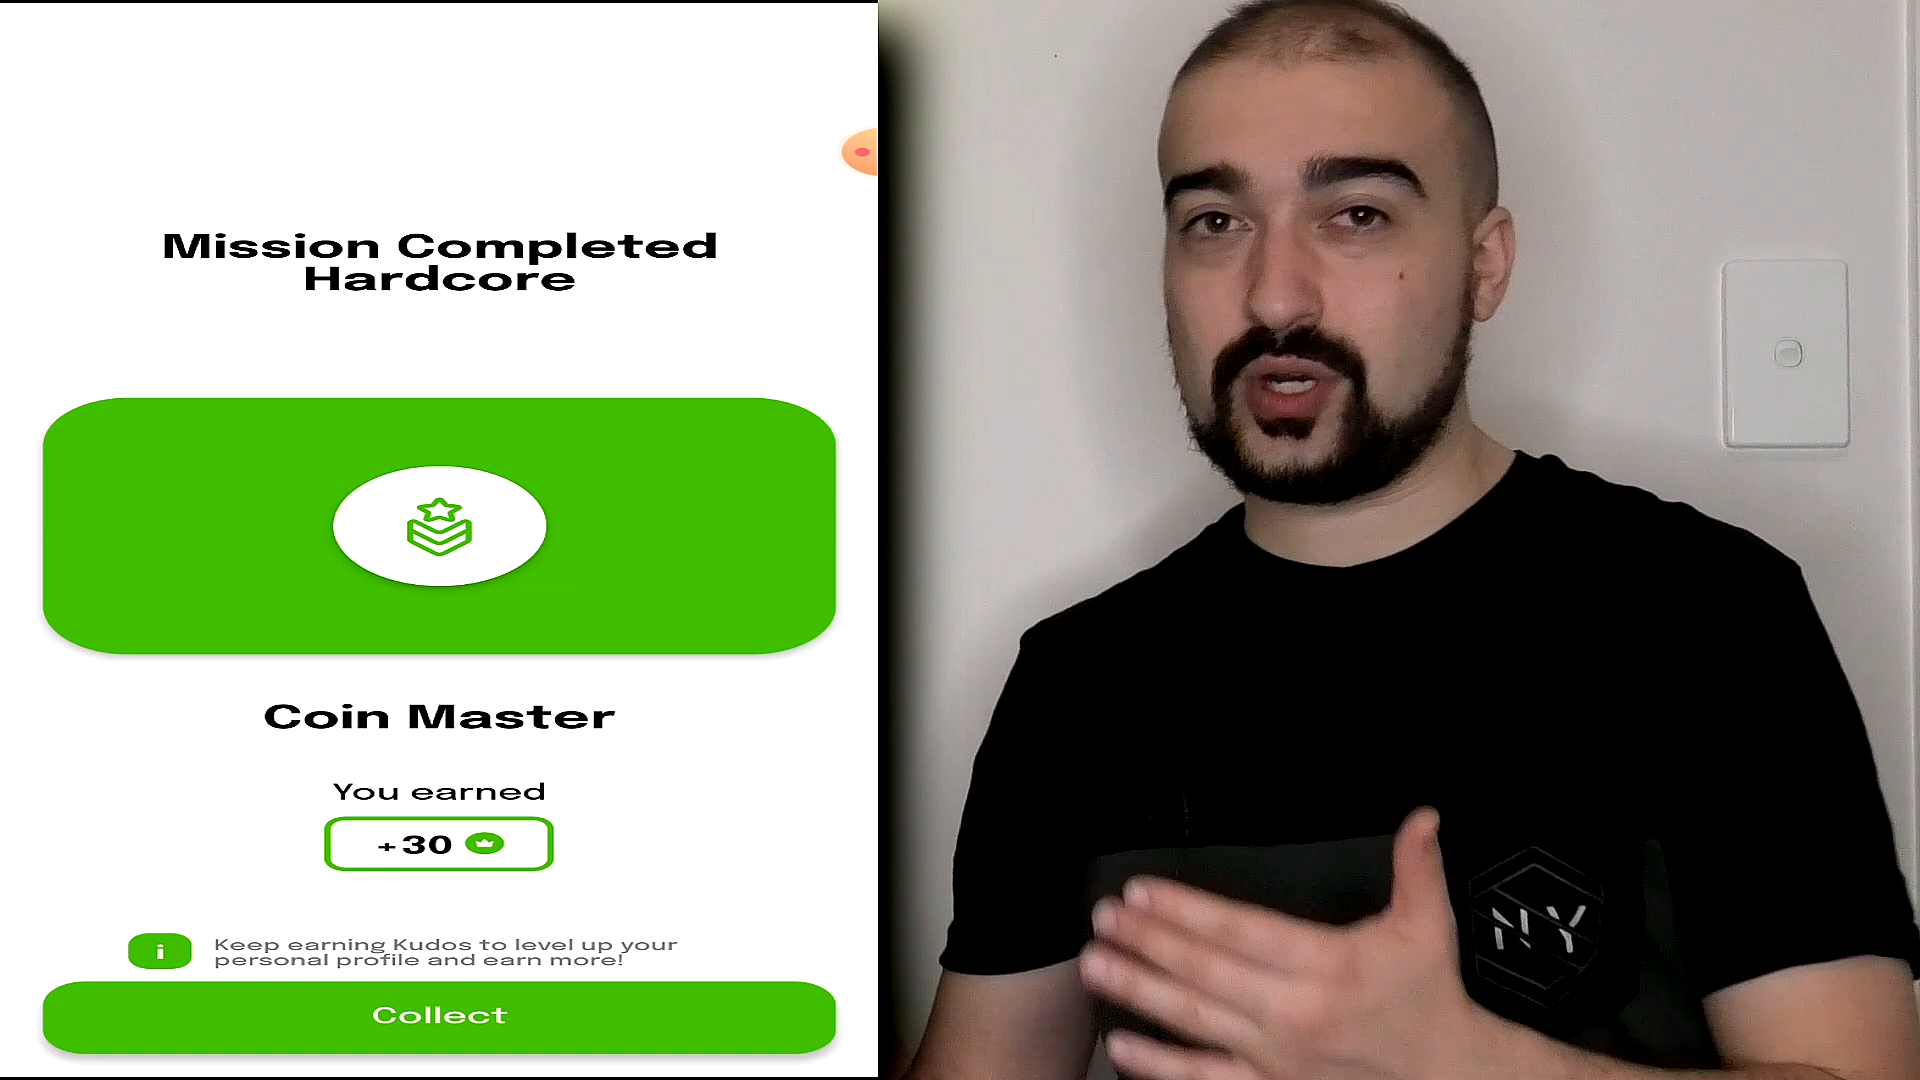 Mission Completed
Hardcore
Coin Master
You earned
+30
i
Keep earning Kudos to level up your
personal profile and earn more!
Collect
NY